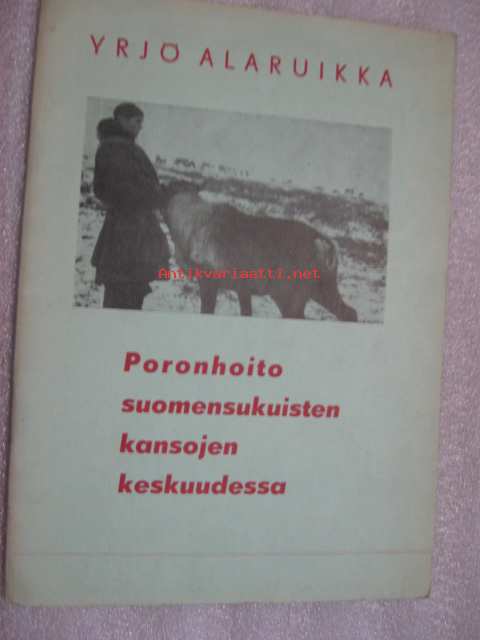 YRJÖ ALARUIKKA
Antikvariaatti.net
Poronhoito
suomensukuisten
kansojen
keskuudessa